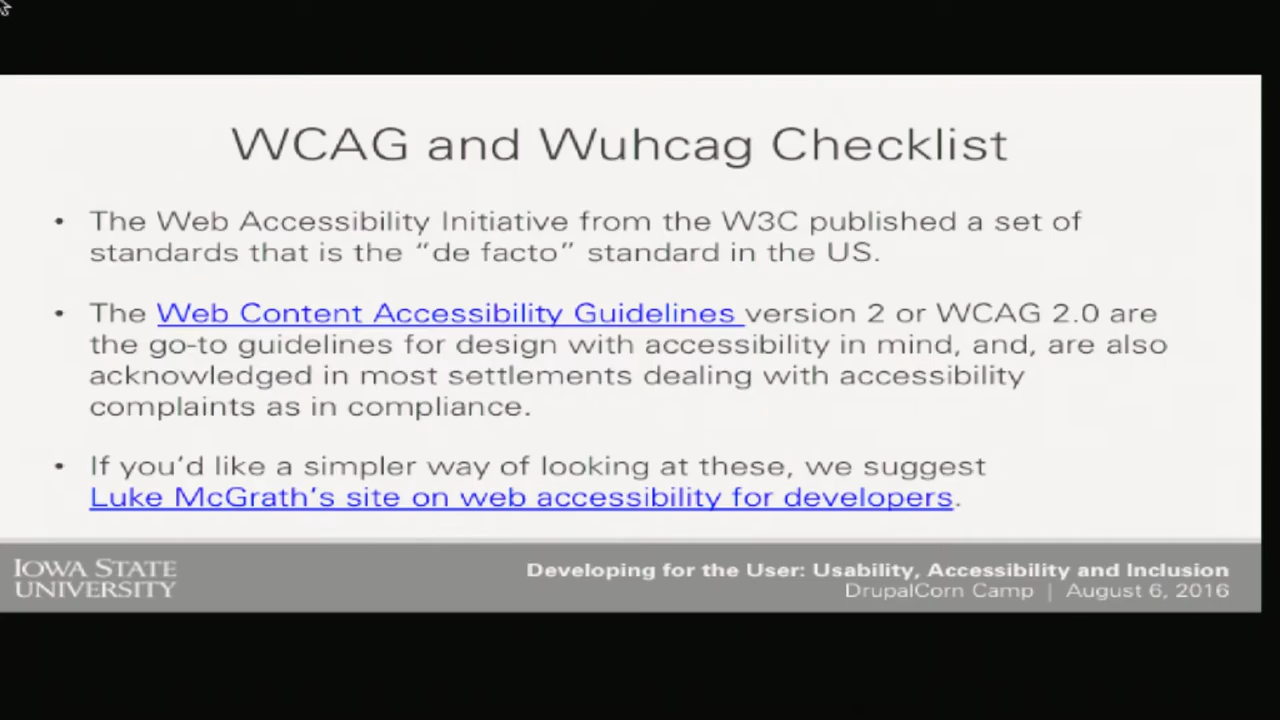 WCAG and Wuhcag Checklist
• The Web Accessibility Initiative from the W3C published a set of
standards that is the “de facto” standard in the US.
• The Web Content Accessibility Guidelines version 2 or WCAG 2.0 are
the go-to guidelines for design with accessibility in mind, and, are also
acknowledged in most settlements dealing with accessibility
complaints as in compliance.
• If you’d like a simpler way of looking at these, we suggest
Luke McGrath’s site on web accessibility for developers.
IOWA STATE
UNIVERSITY
Developing for the User: Usability, Accessibility and Inclusion
DrupalCorn Camp | August 6, 2016